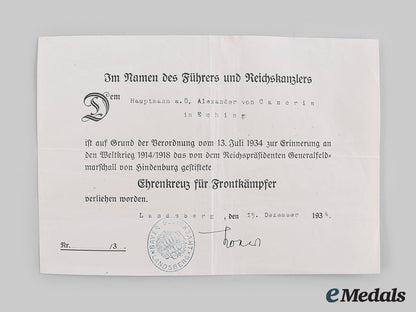 Im Namen des Führers und Reichskanzlers
Dem Hauptmann a.D. Alexander von Cancrin
in Eching
ist auf Grund der Verordnung vom 13. Juli 1934 zur Erinnerung an
den Weltkrieg 1914/1918 das von dem Reichspräsidenten Generalfeld-
marschall von Hindenburg gestiftete
Ehrenkreuz für Frontkämpfer
verliehen worden.
Landsberg, den 15. Dezember 1934.
Nr. /3.
LANDSBERG
eMedals